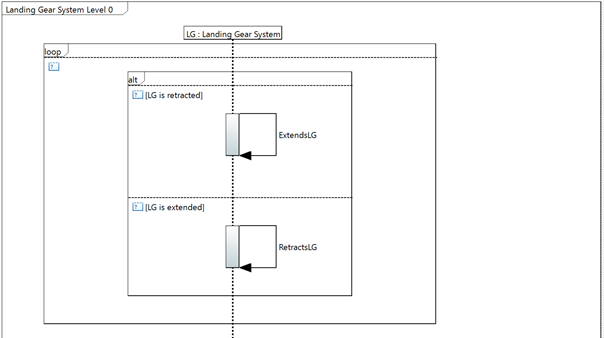 Landing Gear System Level 0
LG : Landing Gear System
loop
alt
[LG is retracted]
ExtendsLG
[LG is extended]
RetractsLG